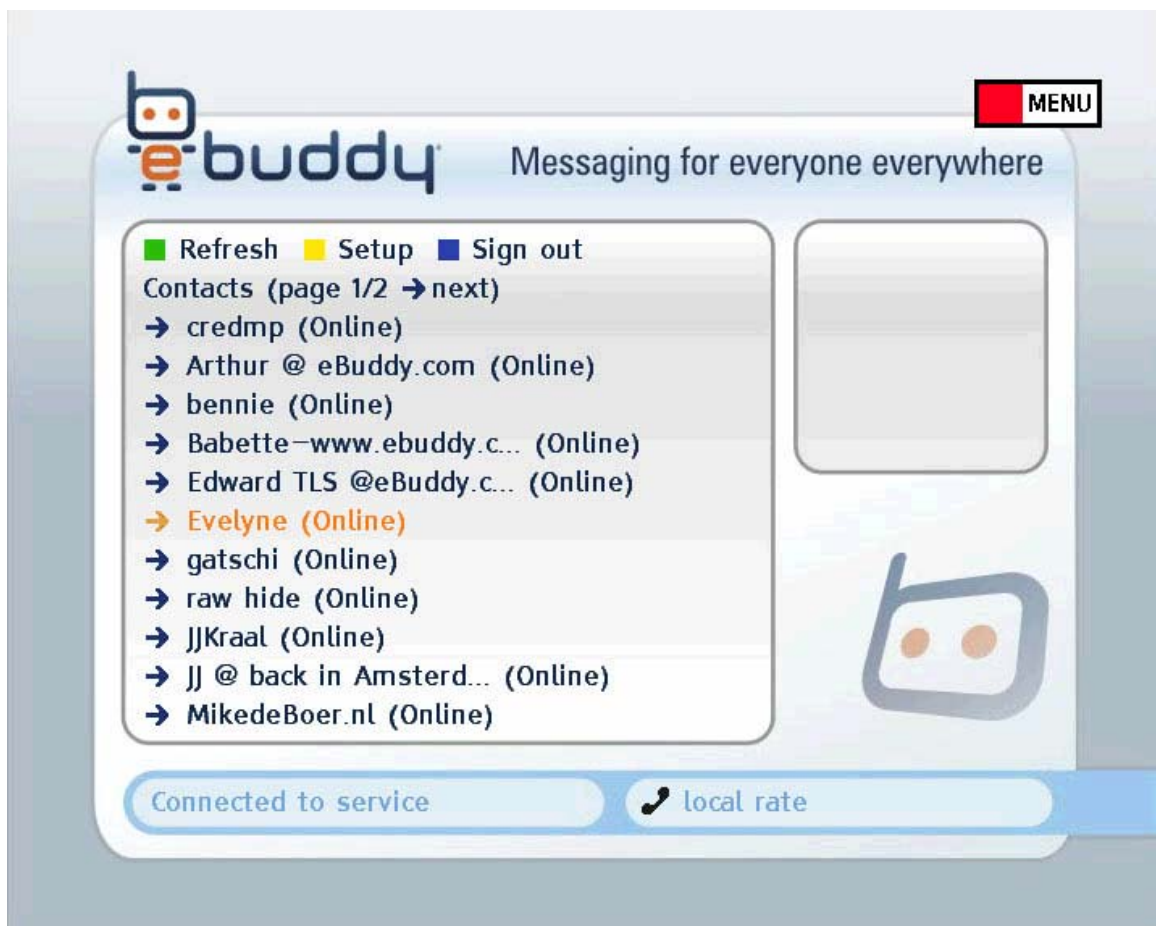 MENU
ebuddy
Messaging for everyone everywhere
Refresh Setup Sign out
Contacts (page 1/2 → next)
→ credmp (Online)
→ Arthur @ eBuddy.com (Online)
→ bennie (Online)
→ Babette-www.ebuddy.c... (Online)
→ Edward TLS @eBuddy.c... (Online)
→ Evelyne (Online)
→ gatschi (Online)
→ raw hide (Online)
→ JJKraal (Online)
→ JJ @ back in Amsterd... (Online)
→ MikedeBoer.nl (Online)
Connected to service
local rate